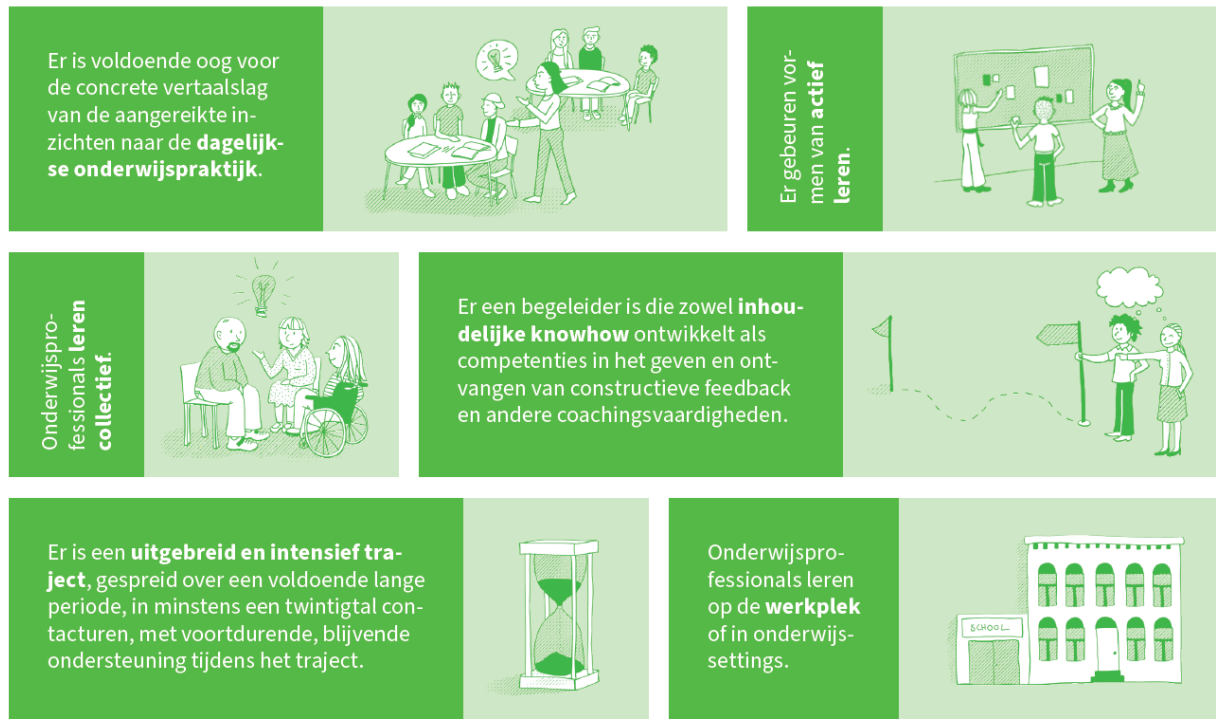 Er is voldoende oog voor
de concrete vertaalslag
van de aangereikte in-
zichten naar de dagelijk-
se onderwijspraktijk.
Er gebeuren vor-
men van actief
leren.
Onderwijspro-
fessionals leren
collectief.
Er een begeleider is die zowel inhou-
delijke knowhow ontwikkelt als
competenties in het geven en ont-
vangen van constructieve feedback
en andere coachingsvaardigheden.
Er is een uitgebreid en intensief tra-
ject, gespreid over een voldoende lange
periode, in minstens een twintigtal con-
tacturen, met voortdurende, blijvende
ondersteuning tijdens het traject.
Onderwijspro-
fessionals leren
op de werkplek
of in onderwijs-
settings.
SCHOOL